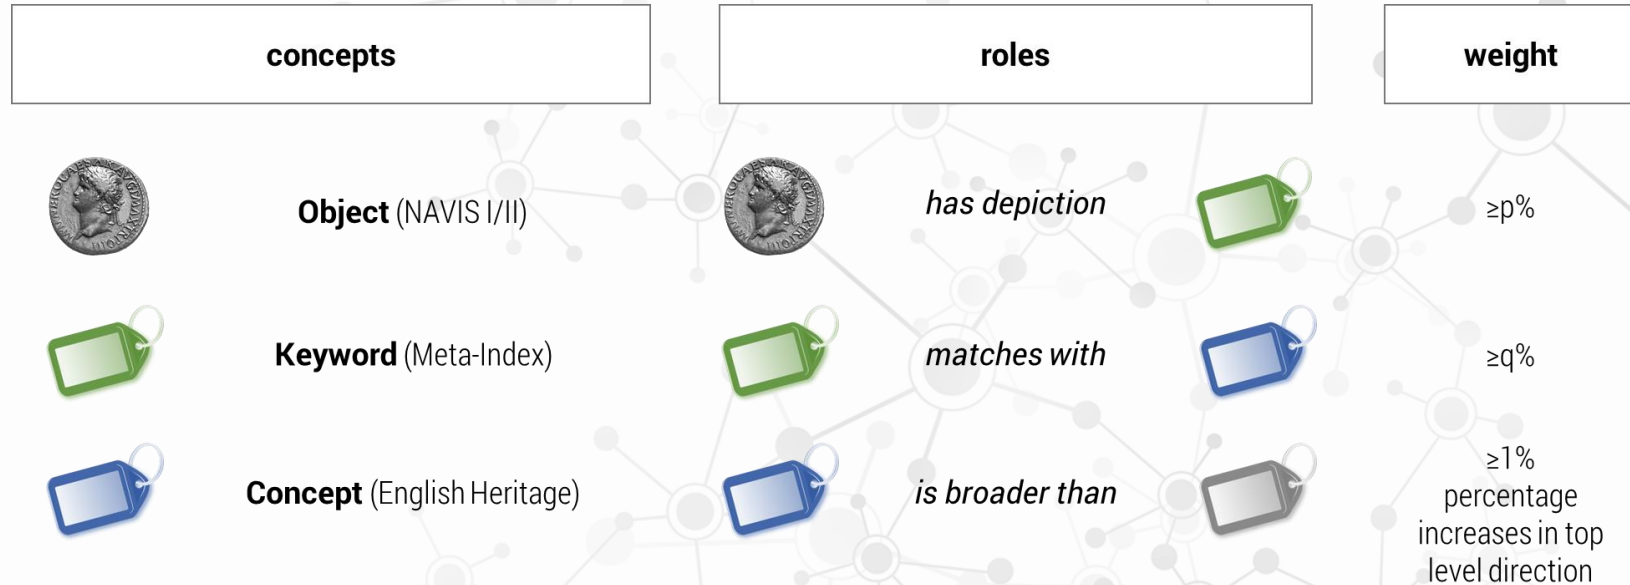 concepts
roles
weight
Object (NAVIS I/II)
has depiction
≥p%
Keyword (Meta-Index)
matches with
≥q%
Concept (English Heritage)
is broader than
≥1%
percentage
increases in top
level direction